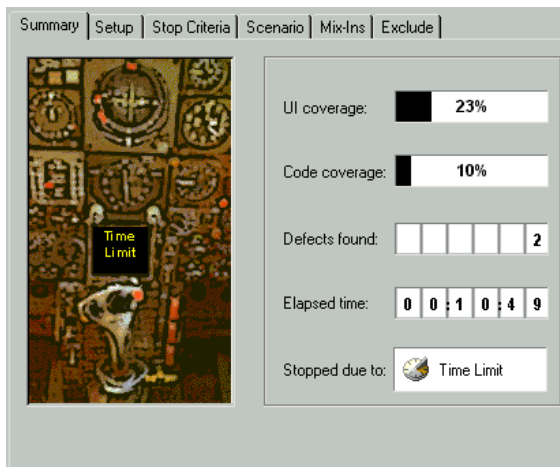 Summary Setup Stop Criteria Scenario Mix-Ins Exclude
Time
Limit
UI coverage: 23%
Code coverage: 10%
Defects found: 2
Elapsed time: 0 0 : 1 0 : 4 9
Stopped due to: Time Limit